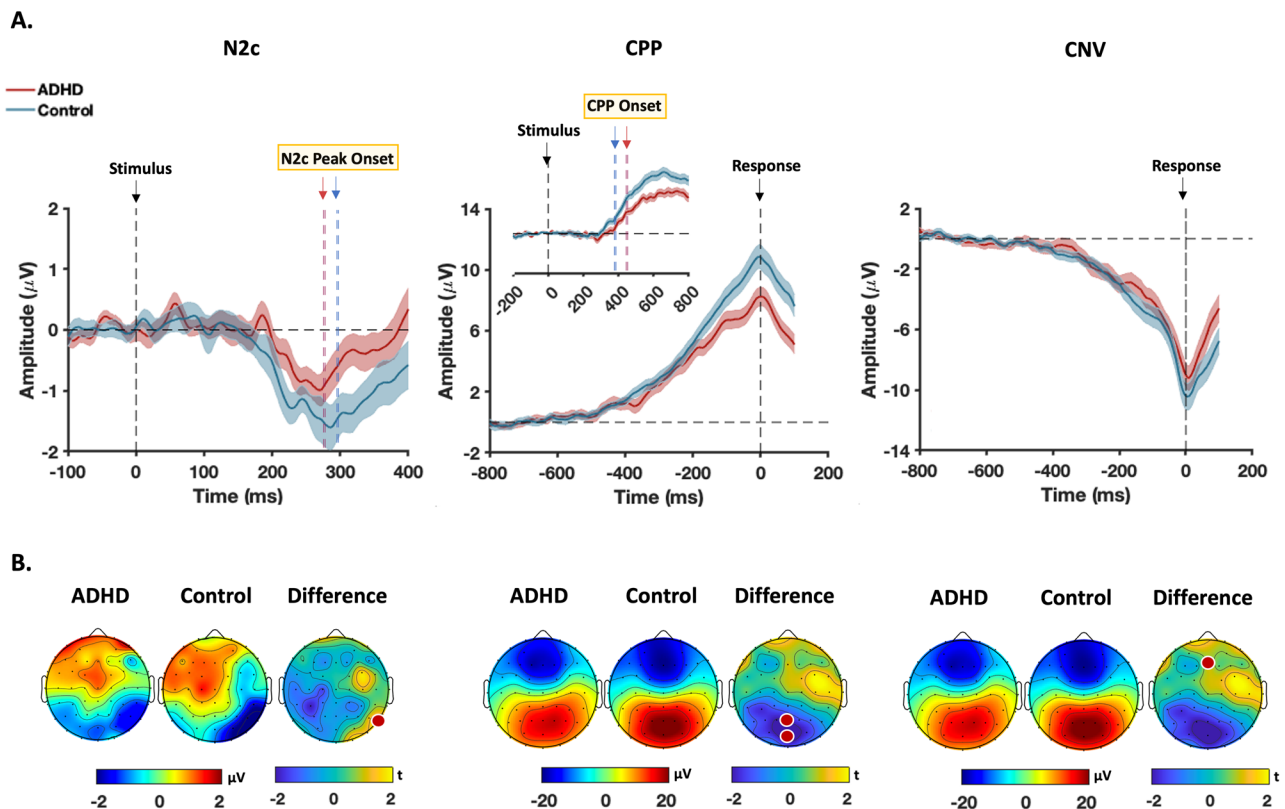 A.
N2c
CPP
CNV
ADHD
Control
Stimulus
N2c Peak Onset
2
1
0
-1
-2
Amplitude (μV)
-100
0
100
200
300
400
Time (ms)
CPP Onset
Stimulus
-200
0
200
400
600
800
Response
14
10
6
2
-2
Amplitude (μV)
-800
-600
-400
-200
0
200
Time (ms)
Response
2
-2
-6
-10
-14
Amplitude (μV)
-800
-600
-400
-200
0
200
Time (ms)
B.
ADHD Control Difference
ADHD Control Difference
ADHD Control Difference
μV
-2 0 2
t
-2 0 2
μV
-20 0 20
t
-2 0 2
μV
-20 0 20
t
-2 0 2